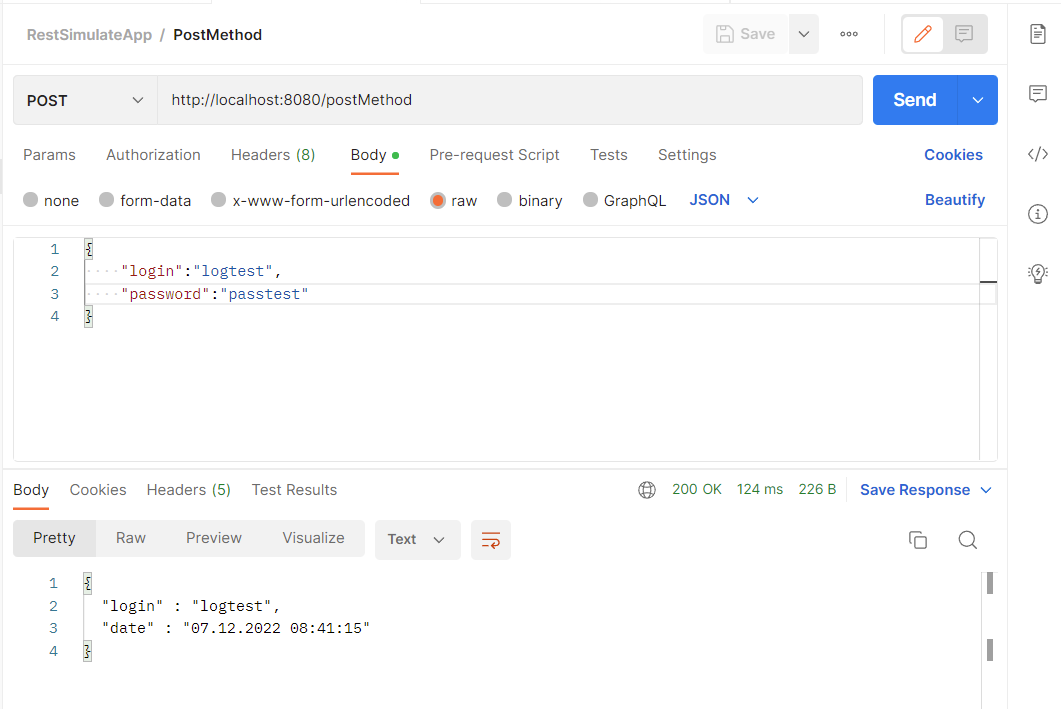 RestSimulateApp / PostMethod
Save
POST http://localhost:8080/postMethod Send
Params Authorization Headers (8) Body Pre-request Script Tests Settings Cookies
none form-data x-www-form-urlencoded raw binary GraphQL JSON Beautify
1 {
2 "login":"logtest",
3 "password":"passtest"
4 }
Body Cookies Headers (5) Test Results 200 OK 124 ms 226 B Save Response
Pretty Raw Preview Visualize Text
1 {
2 "login" : "logtest",
3 "date" : "07.12.2022 08:41:15"
4 }